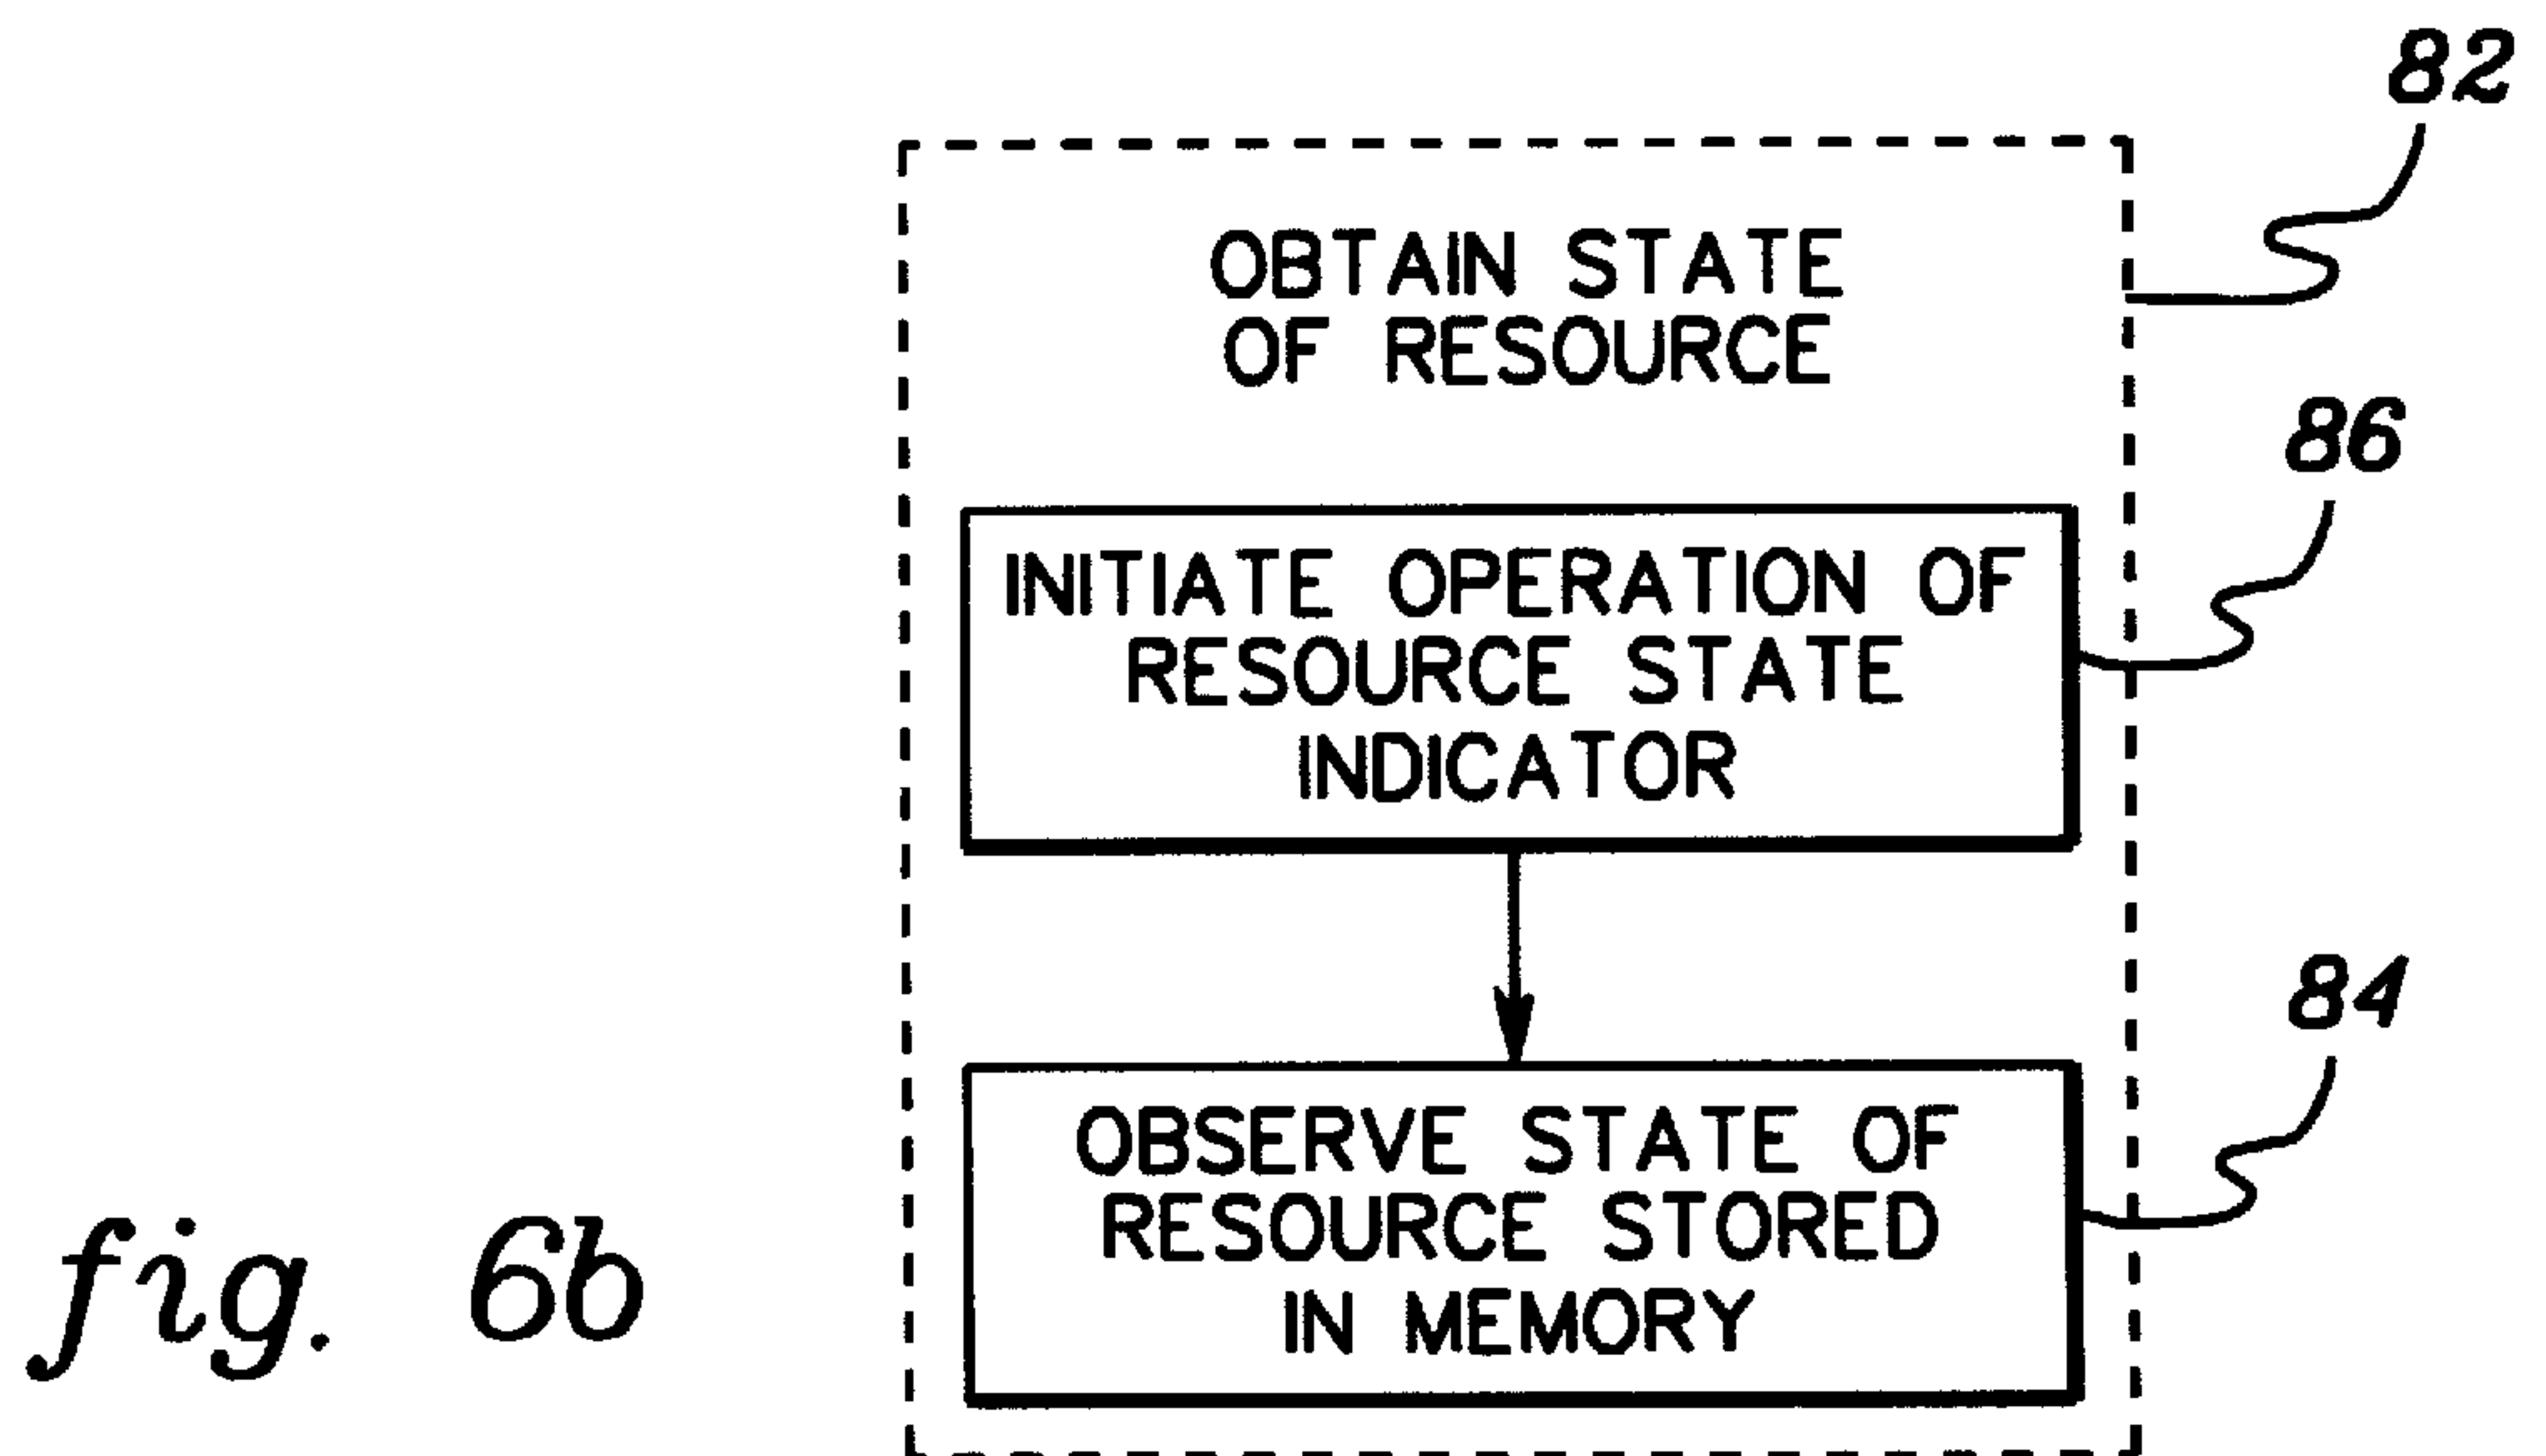 82
OBTAIN STATE
OF RESOURCE
86
INITIATE OPERATION OF
RESOURCE STATE
INDICATOR
84
OBSERVE STATE OF
RESOURCE STORED
IN MEMORY
fig. 6b